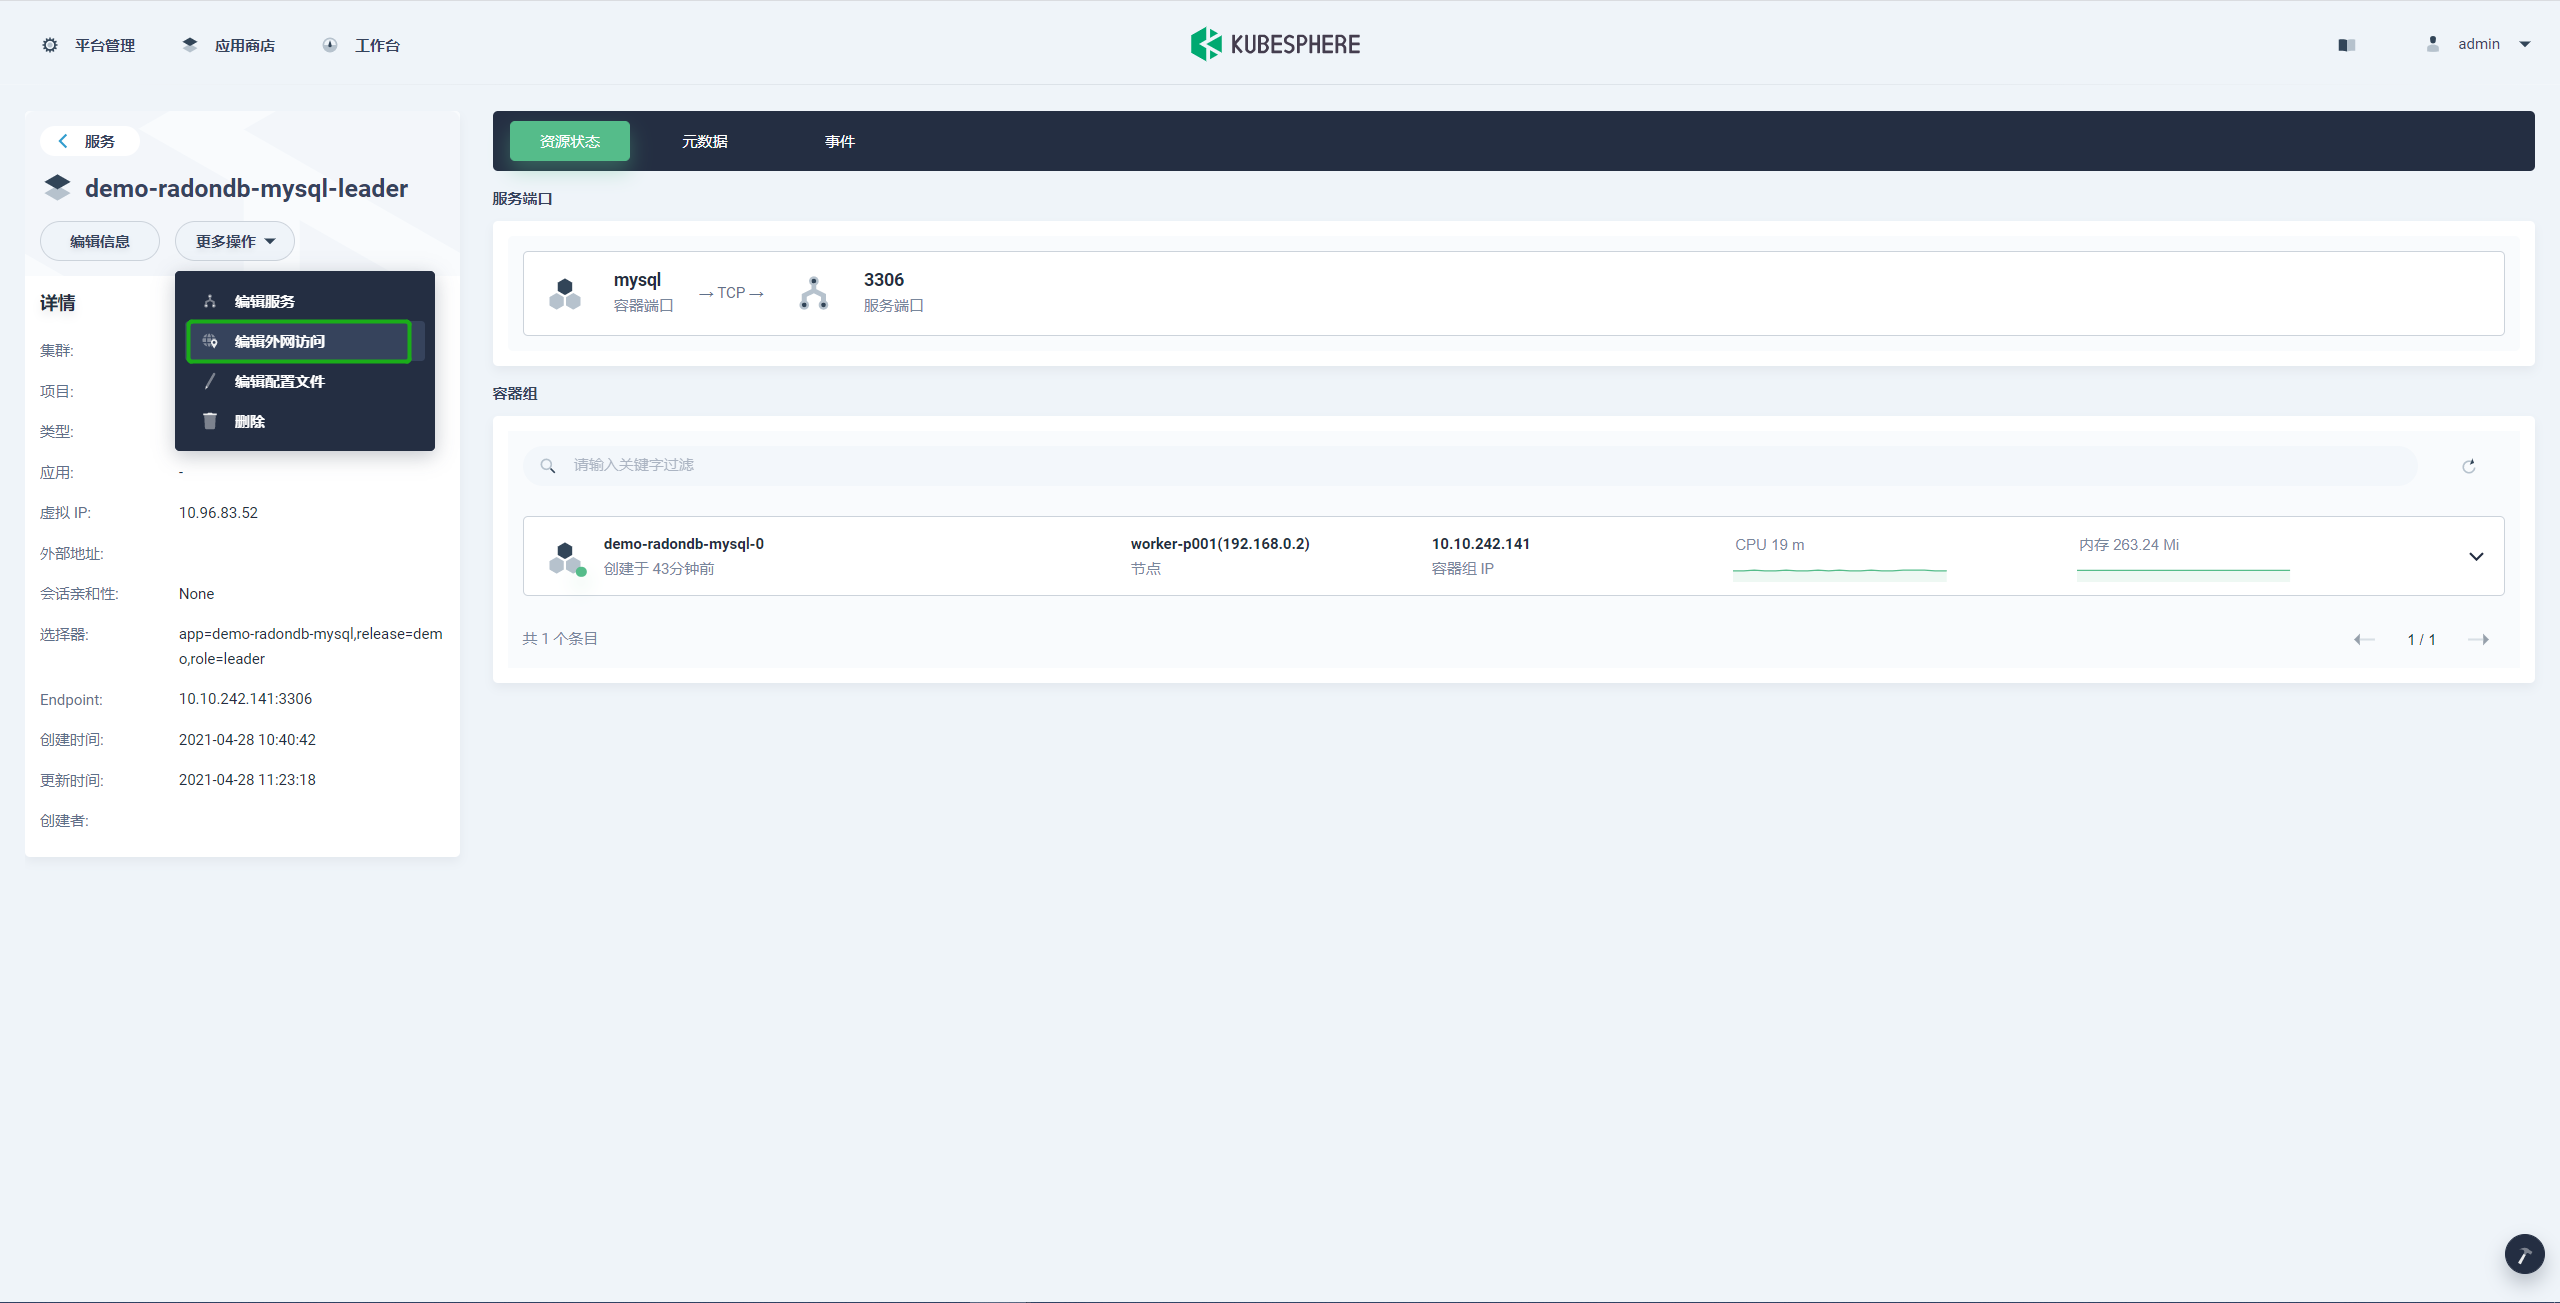 平台管理
应用商店
工作台
KUBESPHERE
admin
服务
demo-radondb-mysql-leader
编辑信息
更多操作
编辑服务
编辑外网访问
编辑配置文件
删除
详情
集群:
项目:
类型:
应用:
-
虚拟 IP:
10.96.83.52
外部地址:
会话亲和性:
None
选择器:
app=demo-radondb-mysql,release=dem
o,role=leader
Endpoint:
10.10.242.141:3306
创建时间:
2021-04-28 10:40:42
更新时间:
2021-04-28 11:23:18
创建者:
资源状态
元数据
事件
服务端口
mysql
容器端口
→ TCP →
3306
服务端口
容器组
请输入关键字过滤
demo-radondb-mysql-0
创建于 43分钟前
worker-p001(192.168.0.2)
节点
10.10.242.141
容器组 IP
CPU 19 m
内存 263.24 Mi
共 1 个条目
1 / 1